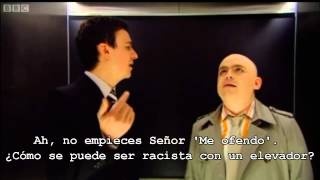 BBC
Ah, no empieces Señor 'Me ofendo'.
¿Cómo se puede ser racista con un elevador?